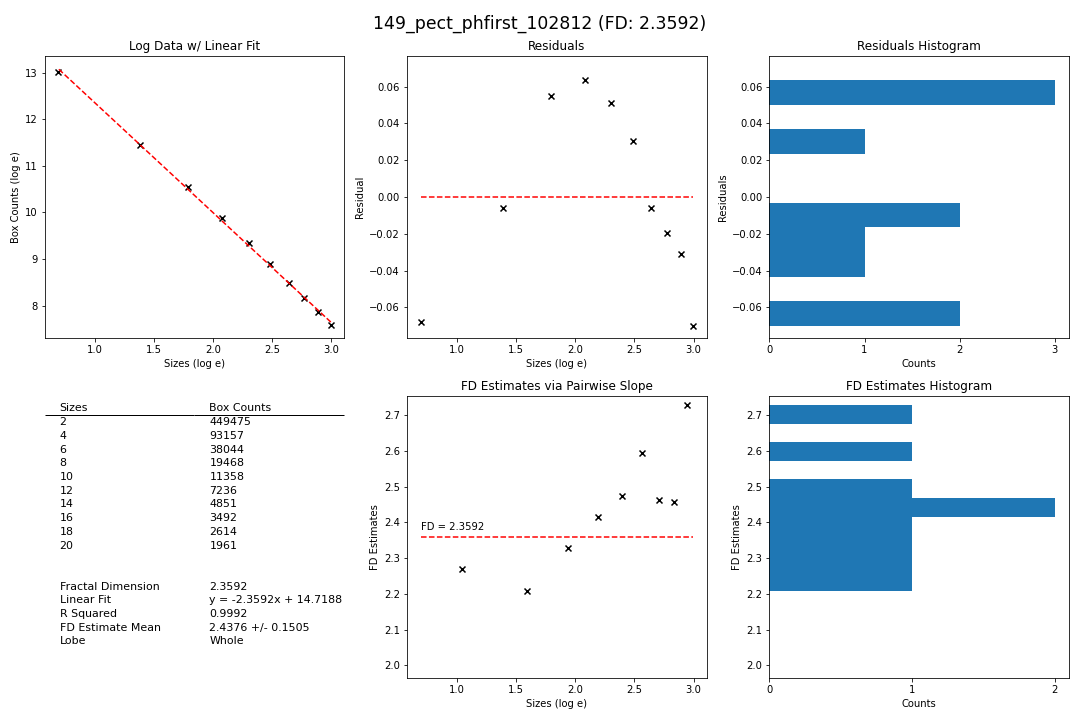 149_pect_phfirst_102812 (FD: 2.3592)
Log Data w/ Linear Fit
13
12
11
10
9
8
Box Counts (log e)
1.0 1.5 2.0 2.5 3.0
Sizes (log e)
Residuals
0.06
0.04
0.02
0.00
−0.02
−0.04
−0.06
Residual
1.0 1.5 2.0 2.5 3.0
Sizes (log e)
Residuals Histogram
0.06
0.04
0.02
0.00
−0.02
−0.04
−0.06
Residuals
0 1 2 3
Counts
Sizes Box Counts
2 449475
4 93157
6 38044
8 19468
10 11358
12 7236
14 4851
16 3492
18 2614
20 1961
Fractal Dimension 2.3592
Linear Fit y = -2.3592x + 14.7188
R Squared 0.9992
FD Estimate Mean 2.4376 +/- 0.1505
Lobe Whole
FD Estimates via Pairwise Slope
2.7
2.6
2.5
2.4
2.3
2.2
2.1
2.0
FD Estimates
FD = 2.3592
1.0 1.5 2.0 2.5 3.0
Sizes (log e)
FD Estimates Histogram
2.7
2.6
2.5
2.4
2.3
2.2
2.1
2.0
FD Estimates
0 1 2
Counts